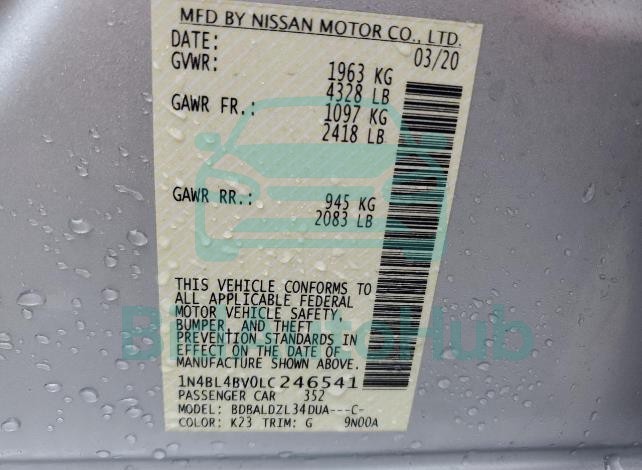 MFD BY NISSAN MOTOR CO., LTD.
DATE: 03/20
GVWR: 1963 KG
4328 LB
GAWR FR.: 1097 KG
2418 LB
GAWR RR.: 945 KG
2083 LB
THIS VEHICLE CONFORMS TO
ALL APPLICABLE FEDERAL
MOTOR VEHICLE SAFETY,
BUMPER, AND THEFT
PREVENTION STANDARDS IN
EFFECT ON THE DATE OF
MANUFACTURE SHOWN ABOVE.
1N4BL4BV0LC246541
PASSENGER CAR 352
MODEL: BDBALDZL34DUA---C-
COLOR: K23 TRIM: G 9N00A